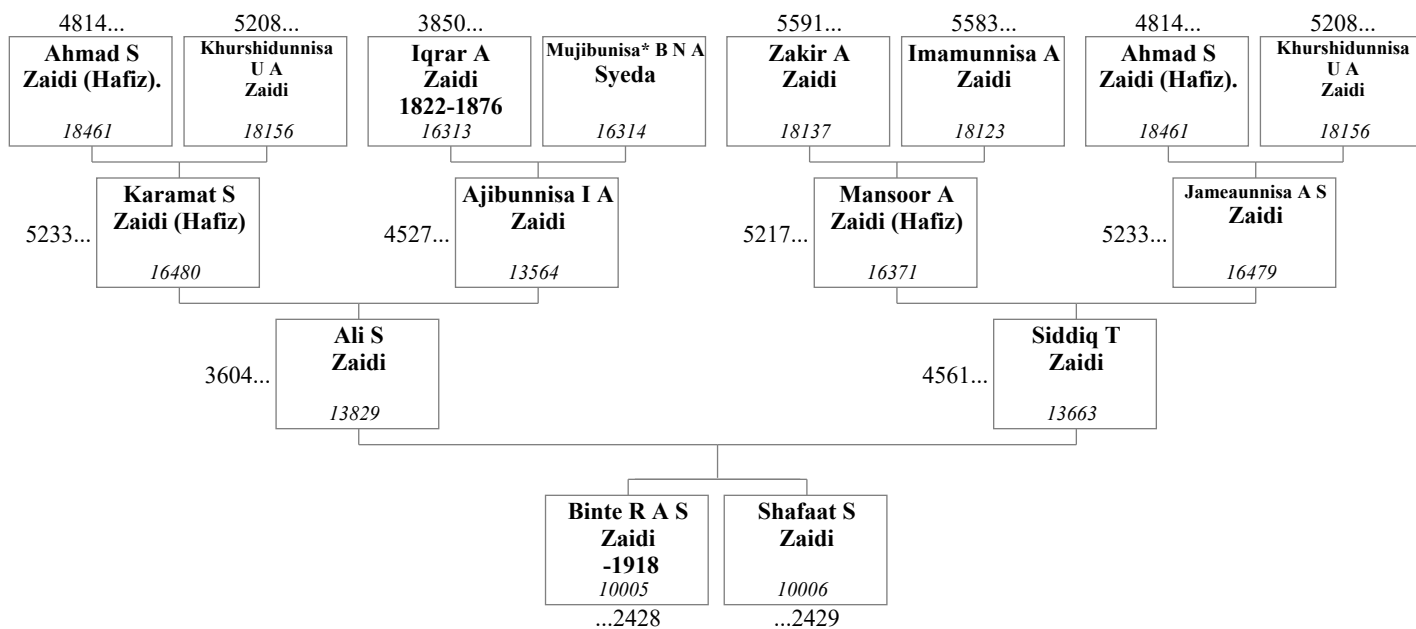 4814...
5208...
3850...
5591...
5583...
4814...
5208...
Ahmad S
Zaidi (Hafiz).
18461
Khurshidunnisa
U A
Zaidi
18156
Iqrar A
Zaidi
1822-1876
16313
Mujibunisa* B N A
Syeda
16314
Zakir A
Zaidi
18137
Imamunnisa A
Zaidi
18123
Ahmad S
Zaidi (Hafiz).
18461
Khurshidunnisa
U A
Zaidi
18156
5233...
Karamat S
Zaidi (Hafiz)
16480
4527...
Ajibunnisa I A
Zaidi
13564
5217...
Mansoor A
Zaidi (Hafiz)
16371
5233...
Jameaunnisa A S
Zaidi
16479
3604...
Ali S
Zaidi
13829
4561...
Siddiq T
Zaidi
13663
Binte R A S
Zaidi
-1918
10005
Shafaat S
Zaidi
10006
...2428
...2429